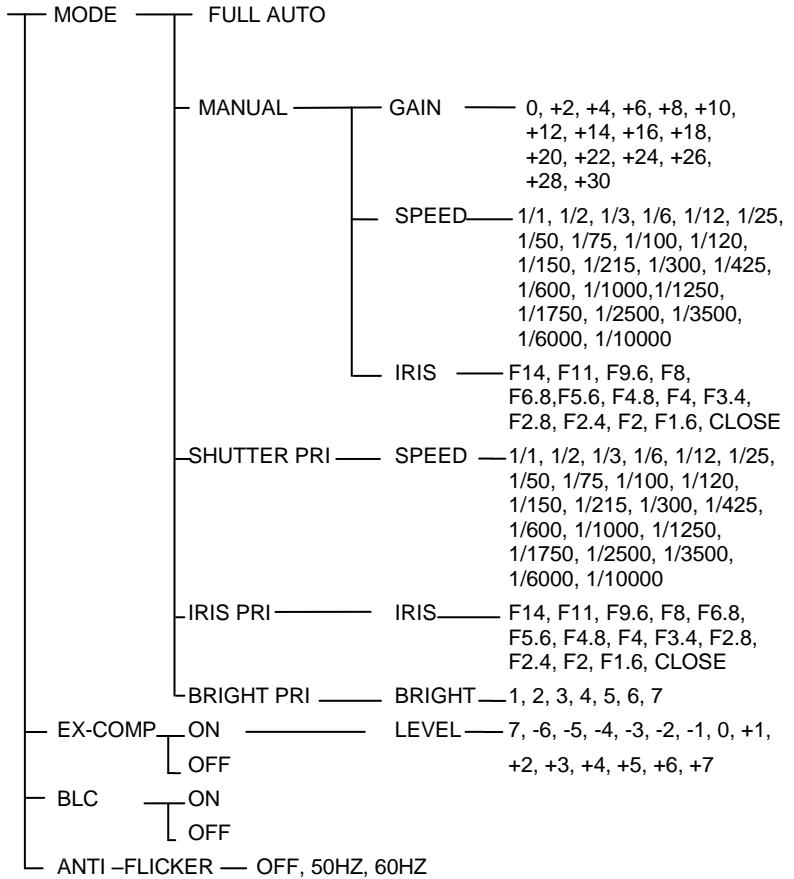 MODE FULL AUTO
MANUAL GAIN 0, +2, +4, +6, +8, +10,
+12, +14, +16, +18,
+20, +22, +24, +26,
+28, +30
SPEED 1/1, 1/2, 1/3, 1/6, 1/12, 1/25,
1/50, 1/75, 1/100, 1/120,
1/150, 1/215, 1/300, 1/425,
1/600, 1/1000,1/1250,
1/1750, 1/2500, 1/3500,
1/6000, 1/10000
IRIS F14, F11, F9.6, F8,
F6.8,F5.6, F4.8, F4, F3.4,
F2.8, F2.4, F2, F1.6, CLOSE
SHUTTER PRI SPEED 1/1, 1/2, 1/3, 1/6, 1/12, 1/25,
1/50, 1/75, 1/100, 1/120,
1/150, 1/215, 1/300, 1/425,
1/600, 1/1000, 1/1250,
1/1750, 1/2500, 1/3500,
1/6000, 1/10000
IRIS PRI IRIS F14, F11, F9.6, F8, F6.8,
F5.6, F4.8, F4, F3.4, F2.8,
F2.4, F2, F1.6, CLOSE
BRIGHT PRI BRIGHT 1, 2, 3, 4, 5, 6, 7
EX-COMP ON LEVEL 7, -6, -5, -4, -3, -2, -1, 0, +1,
OFF +2, +3, +4, +5, +6, +7
BLC ON
OFF
ANTI –FLICKER OFF, 50HZ, 60HZ